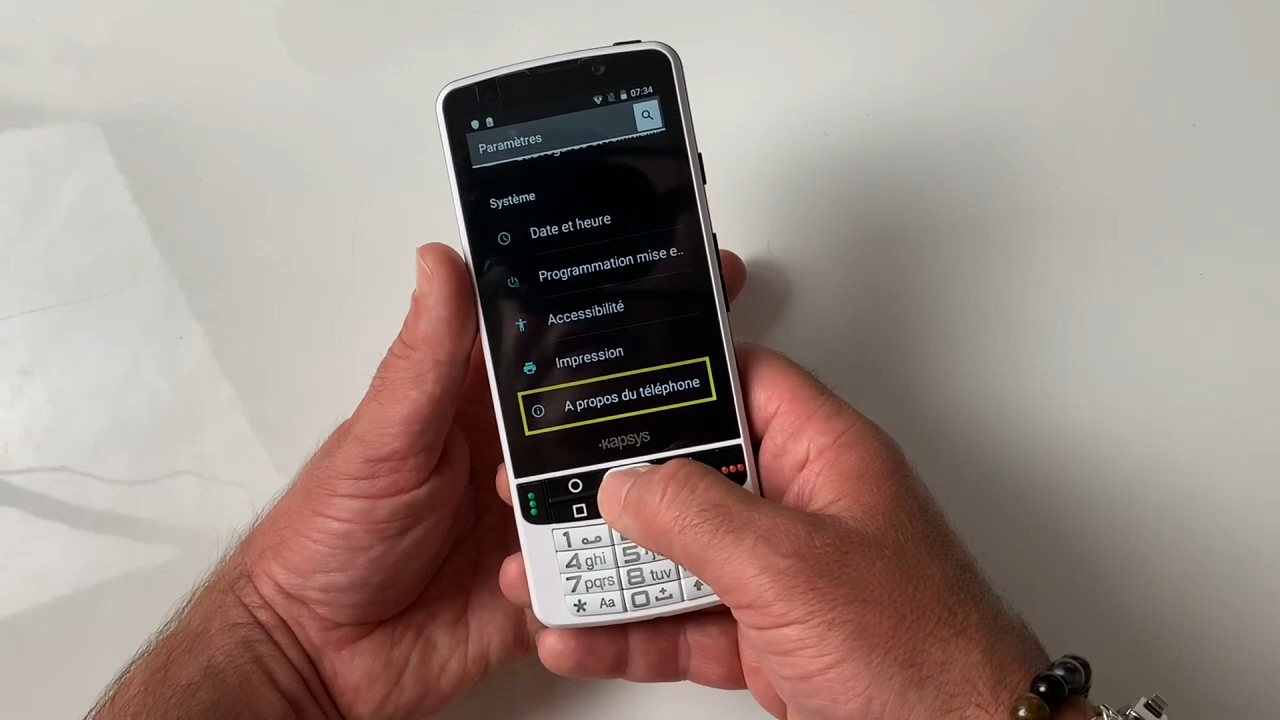 07:34
Paramètres
Système
Date et heure
Programmation mise e..
Accessibilité
Impression
A propos du téléphone
kapsys
1
4 ghi 5
7 pqrs 8 tuv
* Aa 0